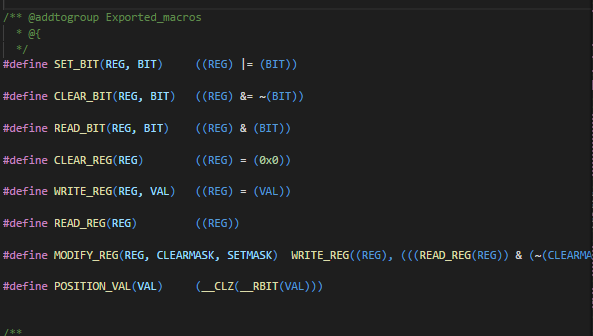 /** @addtogroup Exported_macros
  * @{
  */
#define SET_BIT(REG, BIT)     ((REG) |= (BIT))
#define CLEAR_BIT(REG, BIT)   ((REG) &= ~(BIT))
#define READ_BIT(REG, BIT)    ((REG) & (BIT))
#define CLEAR_REG(REG)        ((REG) = (0x0))
#define WRITE_REG(REG, VAL)   ((REG) = (VAL))
#define READ_REG(REG)         ((REG))
#define MODIFY_REG(REG, CLEARMASK, SETMASK)  WRITE_REG((REG), (((READ_REG(REG)) & (~(CLEARMA
#define POSITION_VAL(VAL)     (__CLZ(__RBIT(VAL)))
/**